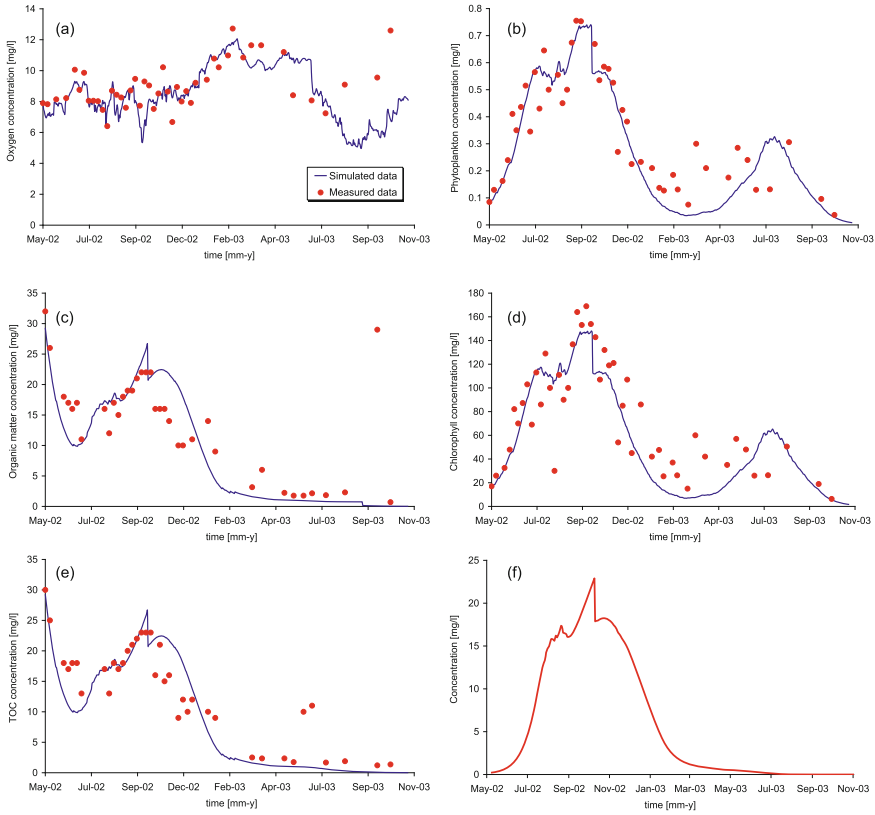 (a)
Oxygen concentration [mg/l]
14
12
10
8
6
4
2
0
Simulated data
Measured data
May-02 Jul-02 Sep-02 Dec-02 Feb-03 Apr-03 Jul-03 Sep-03 Nov-03
time [mm-y]
(b)
Phytoplankton concentration [mg/l]
0.8
0.7
0.6
0.5
0.4
0.3
0.2
0.1
0
May-02 Jul-02 Sep-02 Dec-02 Feb-03 Apr-03 Jul-03 Sep-03 Nov-03
time [mm-y]
(c)
Organic matter concentration [mg/l]
35
30
25
20
15
10
5
0
May-02 Jul-02 Sep-02 Dec-02 Feb-03 Apr-03 Jul-03 Sep-03 Nov-03
time [mm-y]
(d)
Chlorophyll concentration [mg/l]
180
160
140
120
100
80
60
40
20
0
May-02 Jul-02 Sep-02 Dec-02 Feb-03 Apr-03 Jul-03 Sep-03 Nov-03
time [mm-y]
(e)
TOC concentration [mg/l]
35
30
25
20
15
10
5
0
May-02 Jul-02 Sep-02 Dec-02 Feb-03 Apr-03 Jul-03 Sep-03 Nov-03
time [mm-y]
(f)
Concentration [mg/l]
25
20
15
10
5
0
May-02 Jul-02 Sep-02 Nov-02 Jan-03 Mar-03 May-03 Jul-03 Sep-03 Nov-03
time [mm-y]